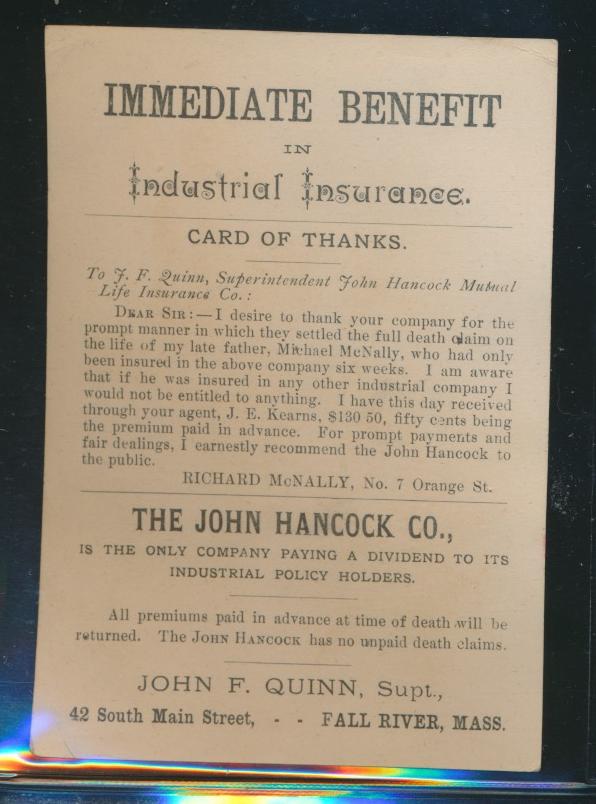 IMMEDIATE BENEFIT
IN
Industrial Insurance.
CARD OF THANKS.
To J. F. Quinn, Superintendent John Hancock Mutual
Life Insurance Co.:
DEAR SIR:—I desire to thank your company for the
prompt manner in which they settled the full death claim on
the life of my late father, Michael McNally, who had only
been insured in the above company six weeks. I am aware
that if he was insured in any other industrial company I
would not be entitled to anything. I have this day received
through your agent, J. E. Kearns, $130 50, fifty cents being
the premium paid in advance. For prompt payments and
fair dealings, I earnestly recommend the John Hancock to
the public.
RICHARD McNALLY, No. 7 Orange St.
THE JOHN HANCOCK CO.,
IS THE ONLY COMPANY PAYING A DIVIDEND TO ITS
INDUSTRIAL POLICY HOLDERS.
All premiums paid in advance at time of death will be
returned. The JOHN HANCOCK has no unpaid death claims.
JOHN F. QUINN, Supt.,
42 South Main Street, - - FALL RIVER, MASS.